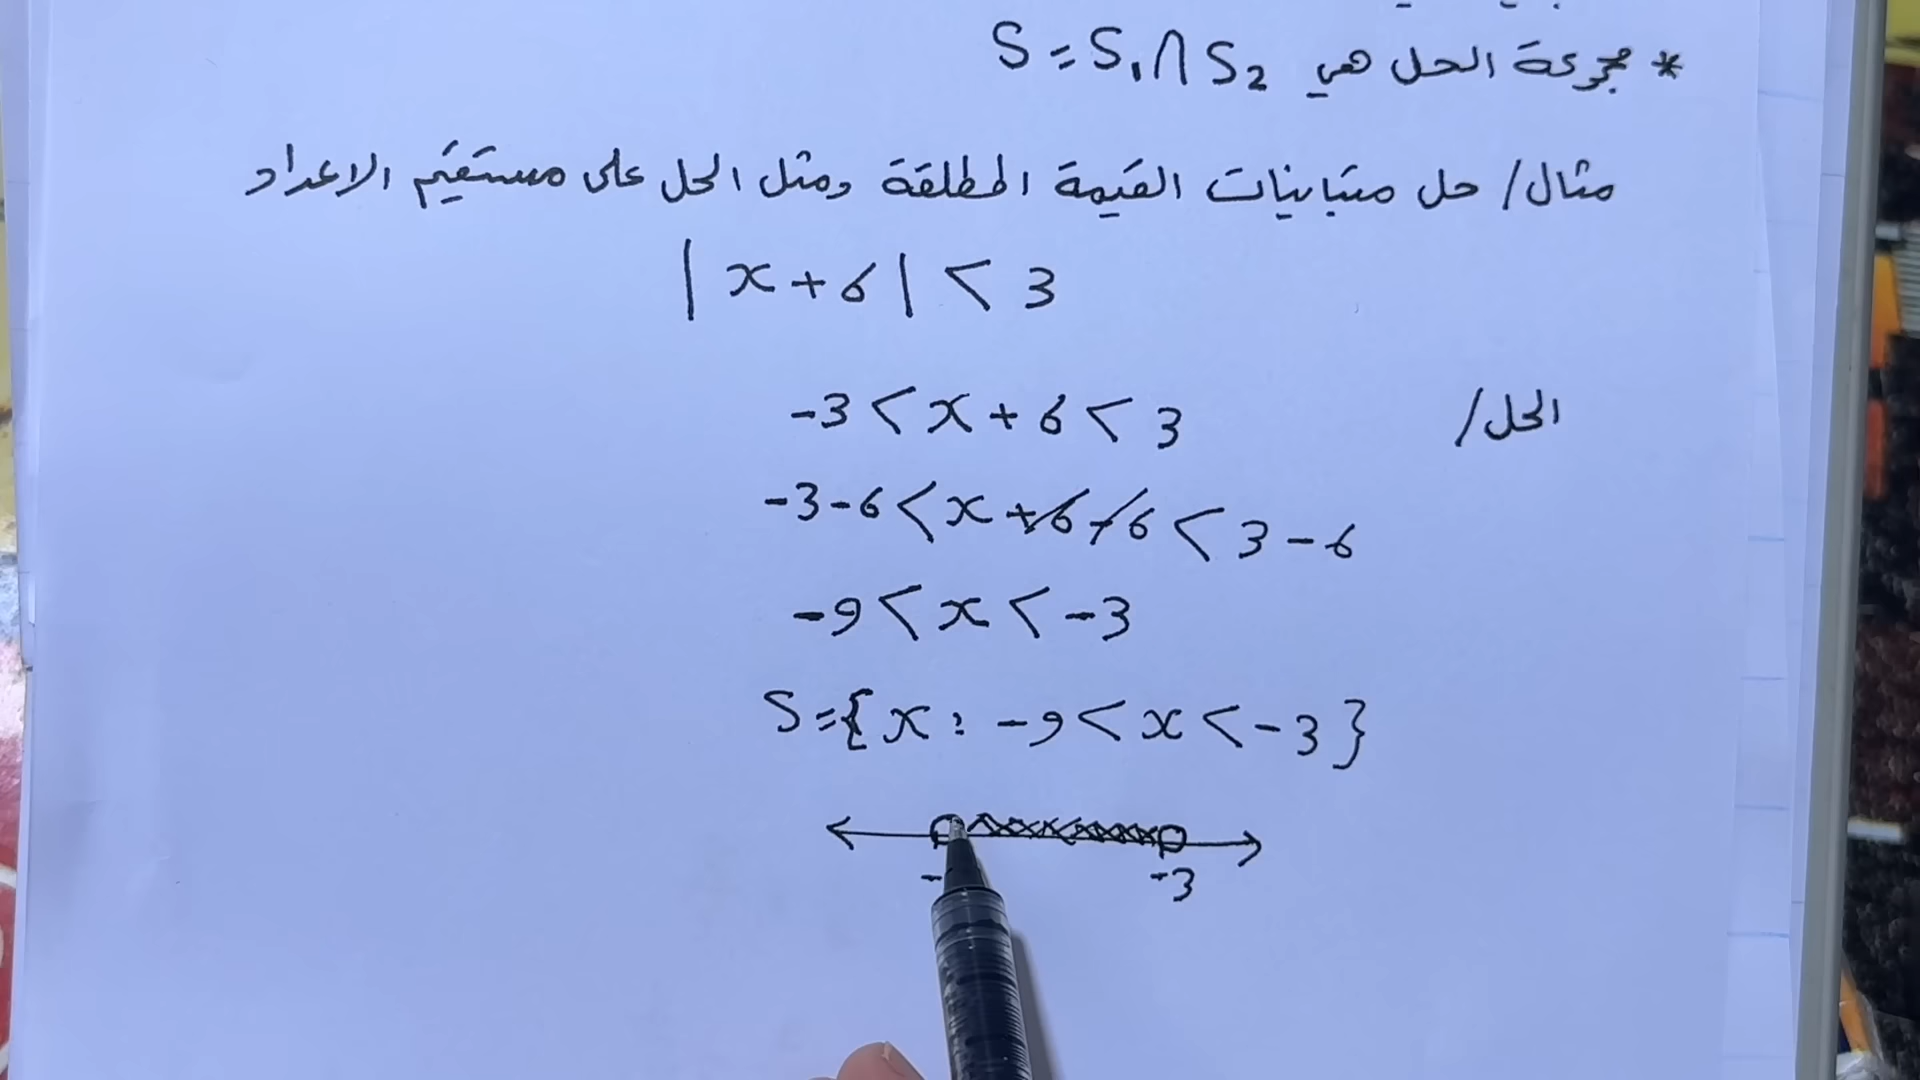 * مجموعة الحل هي S = S₁ ∩ S₂
مثال / حل متباينات القيمة المطلقة ومثل الحل على مستقيم الاعداد
|x + 6| < 3
الحل / -3 < x + 6 < 3
-3 - 6 < x + 6 - 6 < 3 - 6
-9 < x < -3
S = {x : -9 < x < -3}
-3